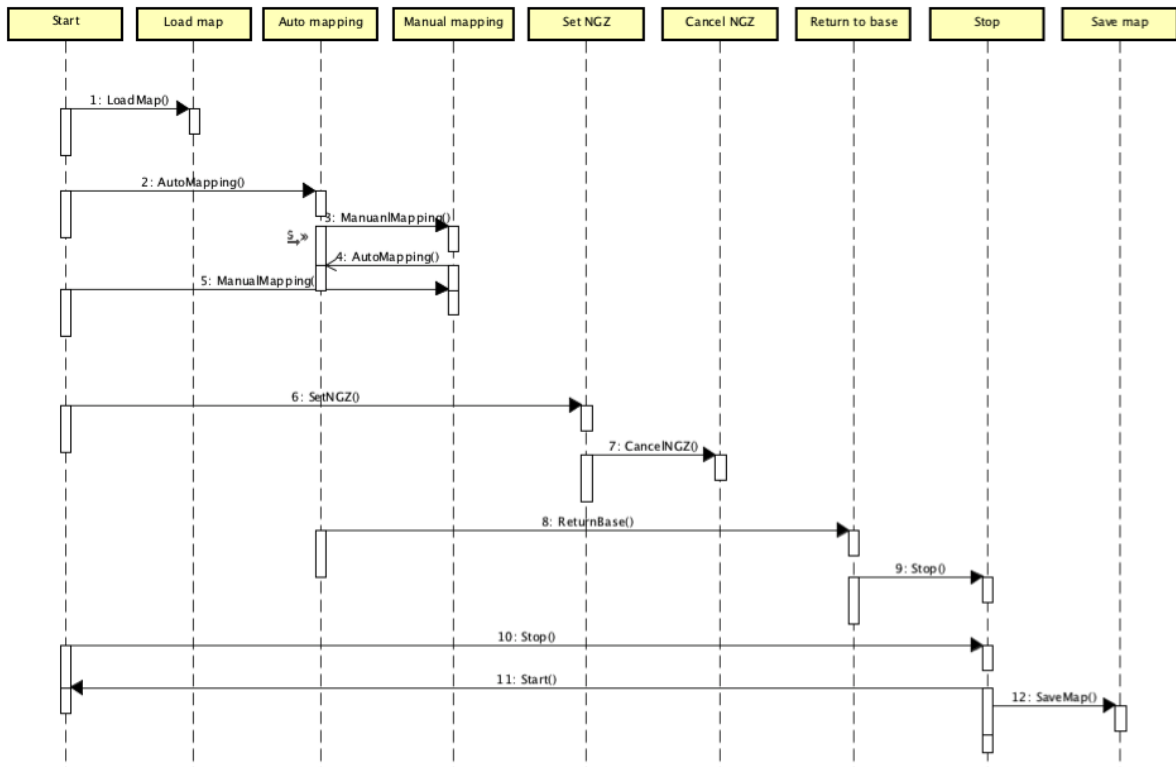 Start
Load map
Auto mapping
Manual mapping
Set NGZ
Cancel NGZ
Return to base
Stop
Save map
1: LoadMap()
2: AutoMapping()
3: ManuanlMapping()
4: AutoMapping()
5: ManualMapping(
6: SetNGZ()
7: CancelNGZ()
8: ReturnBase()
9: Stop()
10: Stop()
11: Start()
12: SaveMap()